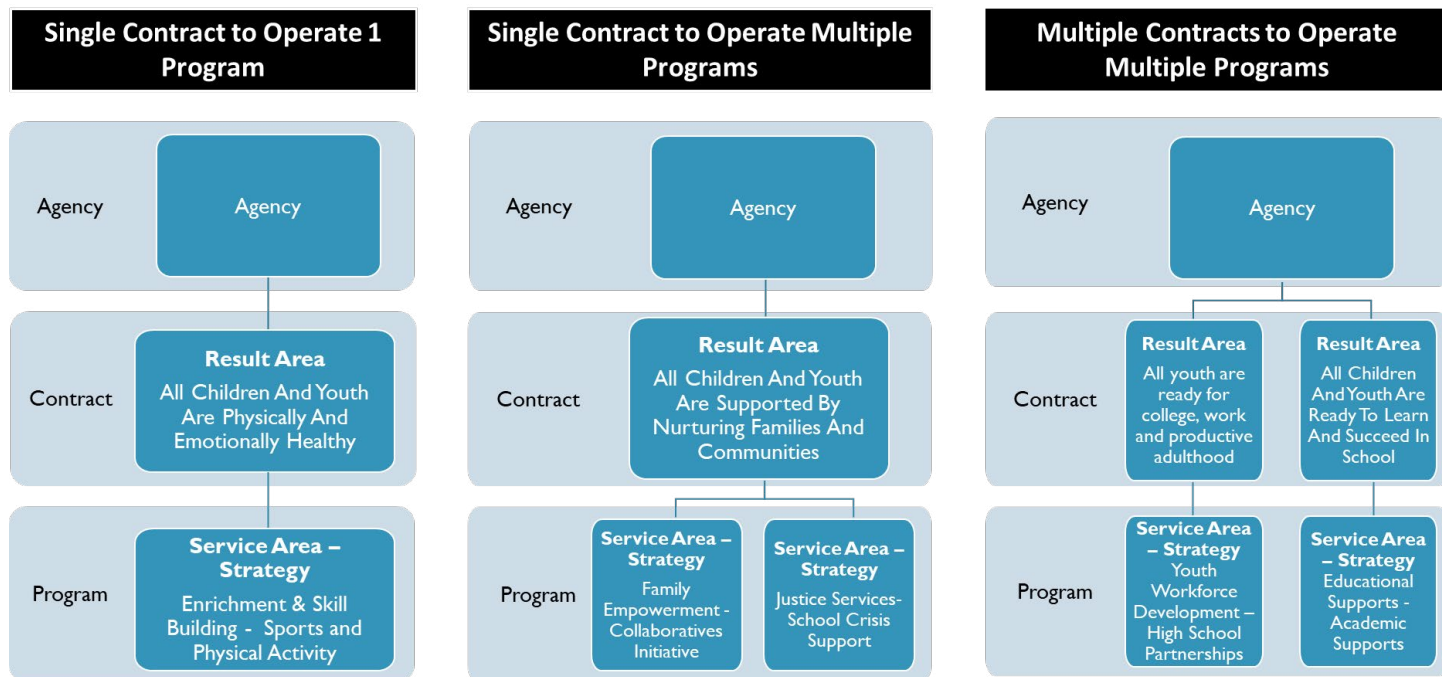 Single Contract to Operate 1
Program
Agency
Agency
Contract
Result Area
All Children And Youth
Are Physically And
Emotionally Healthy
Program
Service Area –
Strategy
Enrichment & Skill
Building - Sports and
Physical Activity
Single Contract to Operate Multiple
Programs
Agency
Agency
Contract
Result Area
All Children And Youth
Are Supported By
Nurturing Families And
Communities
Program
Service Area –
Strategy
Family
Empowerment -
Collaboratives
Initiative
Service Area –
Strategy
Justice Services-
School Crisis
Support
Multiple Contracts to Operate
Multiple Programs
Agency
Agency
Contract
Result Area
All youth are
ready for
college, work
and productive
adulthood
Result Area
All Children
And Youth Are
Ready To Learn
And Succeed In
School
Program
Service Area
– Strategy
Youth
Workforce
Development –
High School
Partnerships
Service Area
– Strategy
Educational
Supports -
Academic
Supports